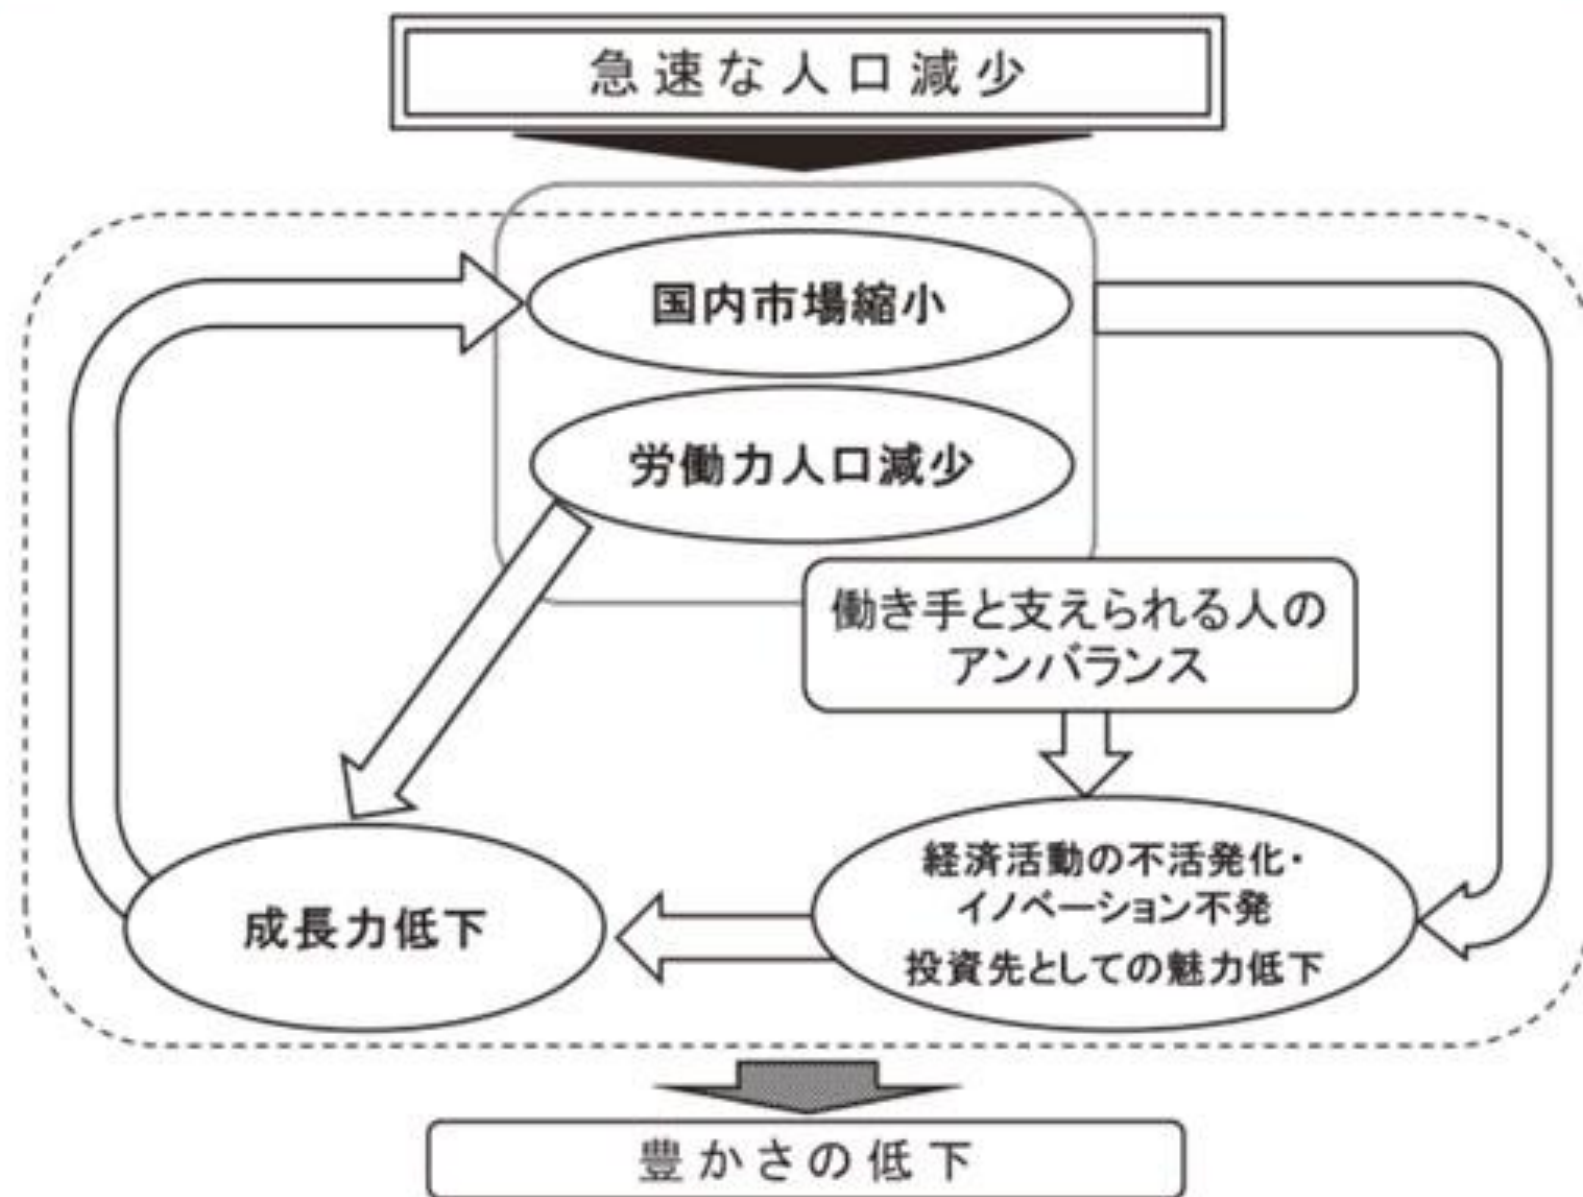 急速な人口減少
国内市場縮小
労働力人口減少
働き手と支えられる人の
アンバランス
経済活動の不活発化・
イノベーション不発
投資先としての魅力低下
成長力低下
豊かさの低下